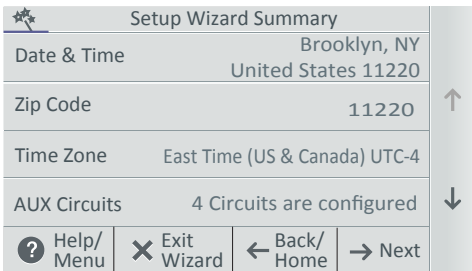 Setup Wizard Summary
Date & Time
Brooklyn, NY
United States 11220
Zip Code
11220
Time Zone
East Time (US & Canada) UTC-4
AUX Circuits
4 Circuits are configured
? Help/
Menu
Exit
Wizard
Back/
Home
Next